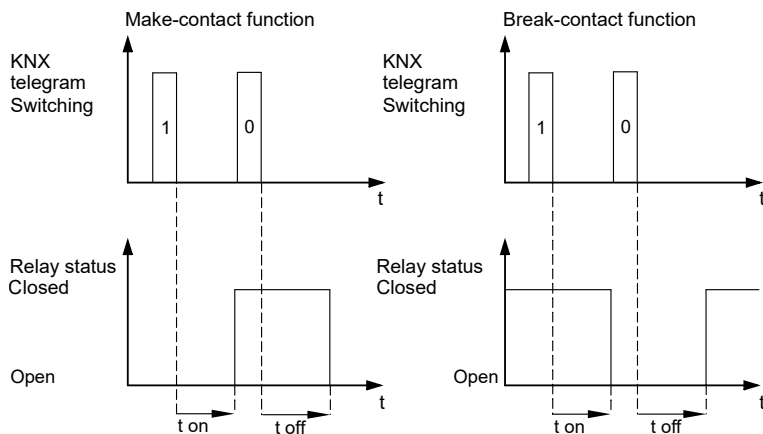 Make-contact function
KNX
telegram
Switching
1
0
t
Relay status
Closed
Open
t
t on
t off
Break-contact function
KNX
telegram
Switching
1
0
t
Relay status
Closed
Open
t
t on
t off